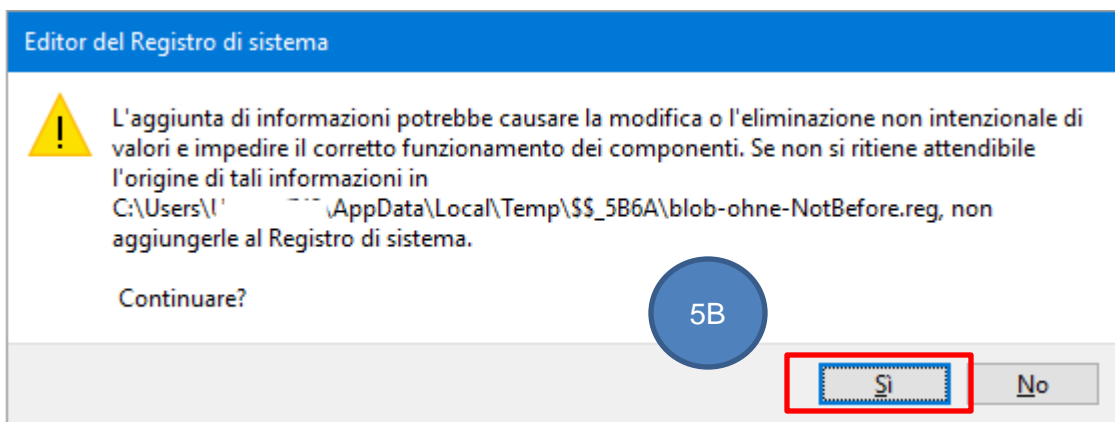 Editor del Registro di sistema
L'aggiunta di informazioni potrebbe causare la modifica o l'eliminazione non intenzionale di
valori e impedire il corretto funzionamento dei componenti. Se non si ritiene attendibile
l'origine di tali informazioni in
C:\Users\ \AppData\Local\Temp\$$_5B6A\blob-ohne-NotBefore.reg, non
aggiungerle al Registro di sistema.
Continuare?
5B
Sì No